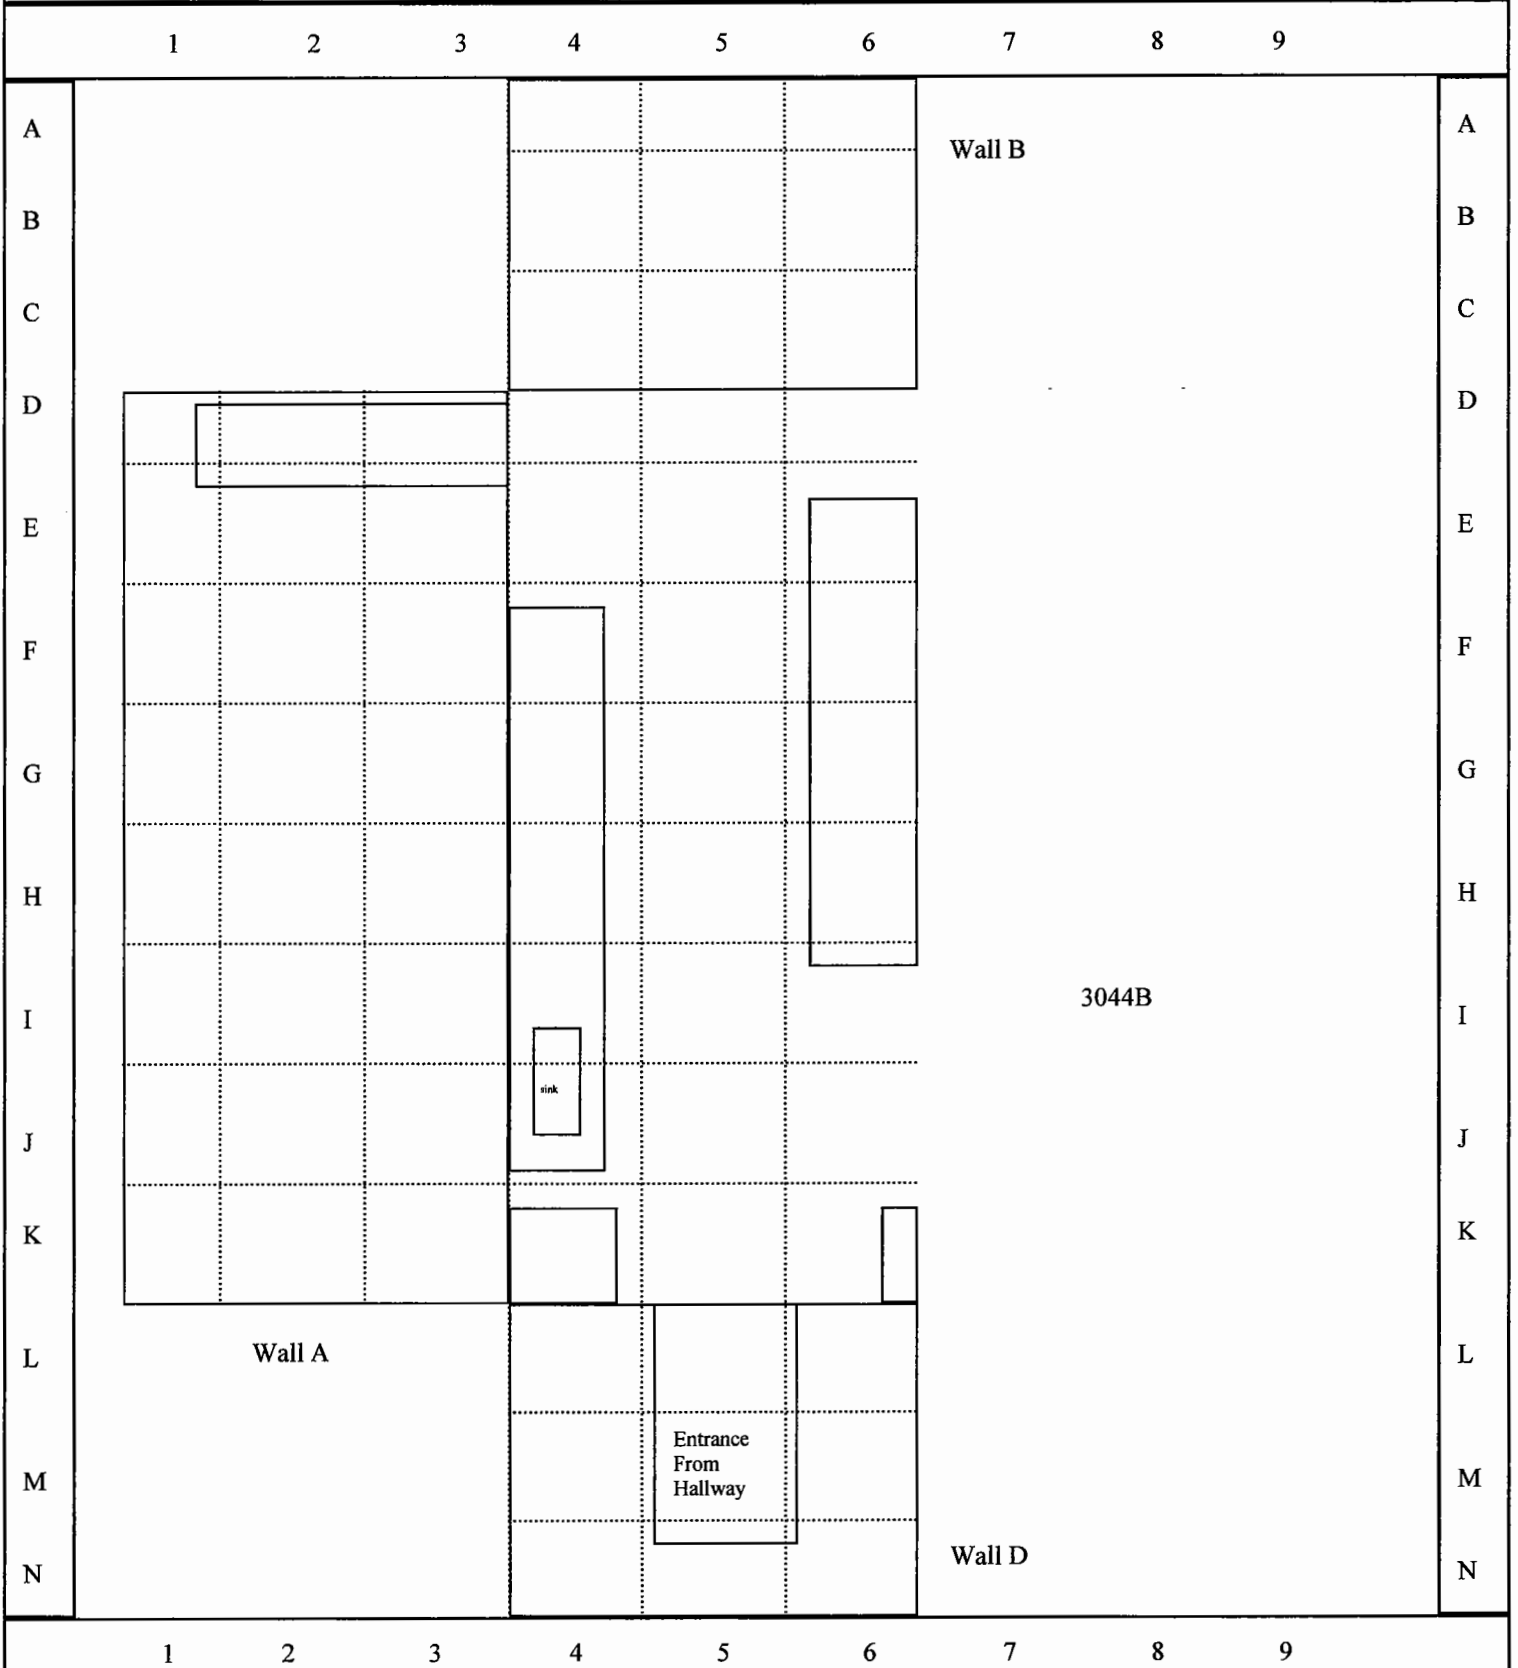 1 2 3 4 5 6 7 8 9
A A
Wall B
B B
C C
D D
E E
F F
G G
H H
3044B
I I
sink
J J
K K
Wall A
L L
Entrance
From
Hallway
M M
Wall D
N N
1 2 3 4 5 6 7 8 9